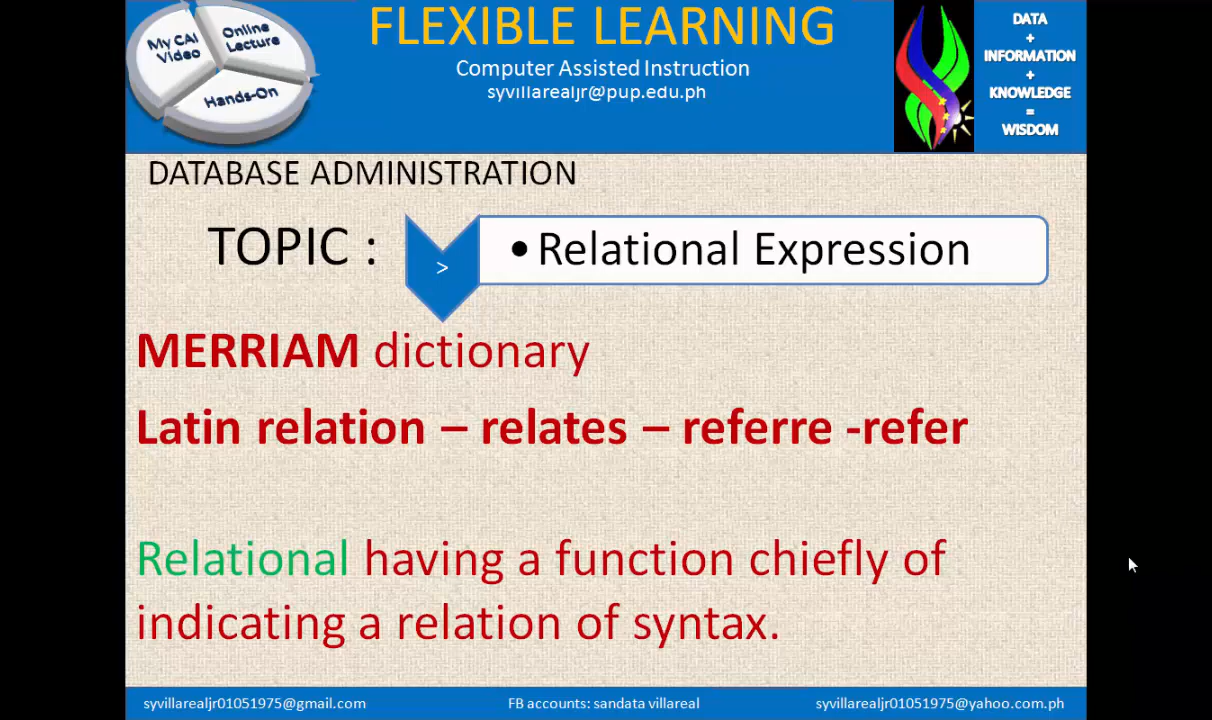 My CAI
Video
Online
Lecture
Hands-On
FLEXIBLE LEARNING
Computer Assisted Instruction
syvillarealjr@pup.edu.ph
DATA
+
INFORMATION
+
KNOWLEDGE
=
WISDOM
DATABASE ADMINISTRATION
TOPIC :
>
• Relational Expression
MERRIAM dictionary
Latin relation – relates – referre -refer
Relational having a function chiefly of
indicating a relation of syntax.
syvillarealjr01051975@gmail.com
FB accounts: sandata villareal
syvillarealjr01051975@yahoo.com.ph